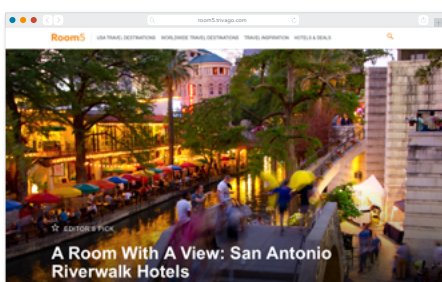 room5.trivago.com
Room5 USA TRAVEL DESTINATIONS WORLDWIDE TRAVEL DESTINATIONS TRAVEL INSPIRATION HOTELS & DEALS
EDITOR'S PICK
A Room With A View: San Antonio
Riverwalk Hotels